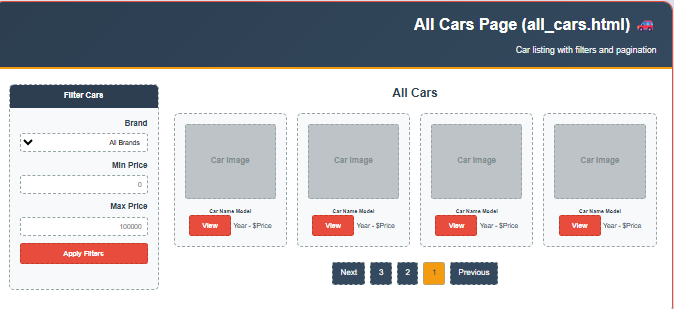 All Cars Page (all_cars.html) 🚗
Car listing with filters and pagination
Filter Cars
Brand
All Brands
Min Price
0
Max Price
100000
Apply Filters
All Cars
Car Image
Car Name Model
View Year - $Price
Car Image
Car Name Model
View Year - $Price
Car Image
Car Name Model
View Year - $Price
Car Image
Car Name Model
View Year - $Price
Next 3 2 1 Previous